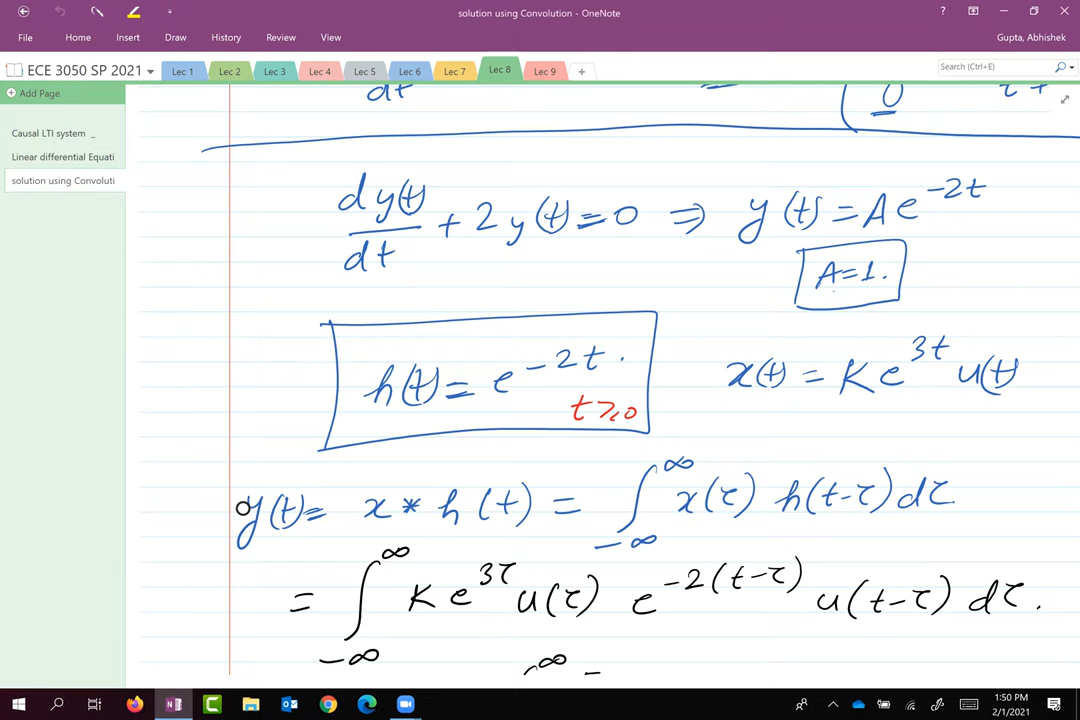 solution using Convolution - OneNote
Gupta, Abhishek
File Home Insert Draw History Review View
ECE 3050 SP 2021 Lec 1 Lec 2 Lec 3 Lec 4 Lec 5 Lec 6 Lec 7 Lec 8 Lec 9 +
Search (Ctrl+E)
Add Page
Causal LTI system _
Linear differential Equati
solution using Convoluti
dt = 0
dy(t)/dt + 2y(t) = 0 ⇒ y(t) = Ae^{-2t}
A=1.
h(t) = e^{-2t}. x(t) = Ke^{3t} u(t)
t≥0
y(t) = x * h(t) = ∫_{-∞}^{∞} x(τ) h(t-τ)dτ
= ∫_{-∞}^{∞} Ke^{3τ} u(τ) e^{-2(t-τ)} u(t-τ) dτ.
∞
1:50 PM
2/1/2021